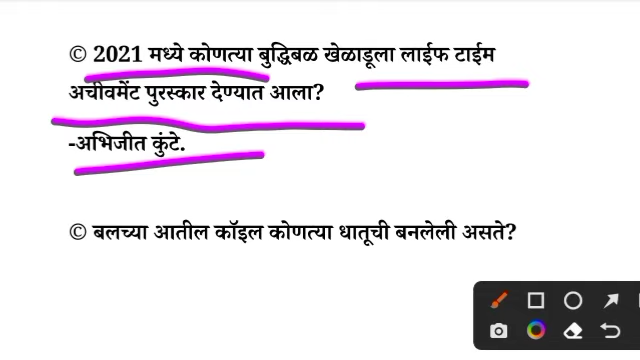 © 2021 मध्ये कोणत्या बुद्धिबळ खेळाडूला लाईफ टाईम
अचीवमेंट पुरस्कार देण्यात आला?
-अभिजीत कुंटे.
© बलच्या आतील कॉइल कोणत्या धातूची बनलेली असते?